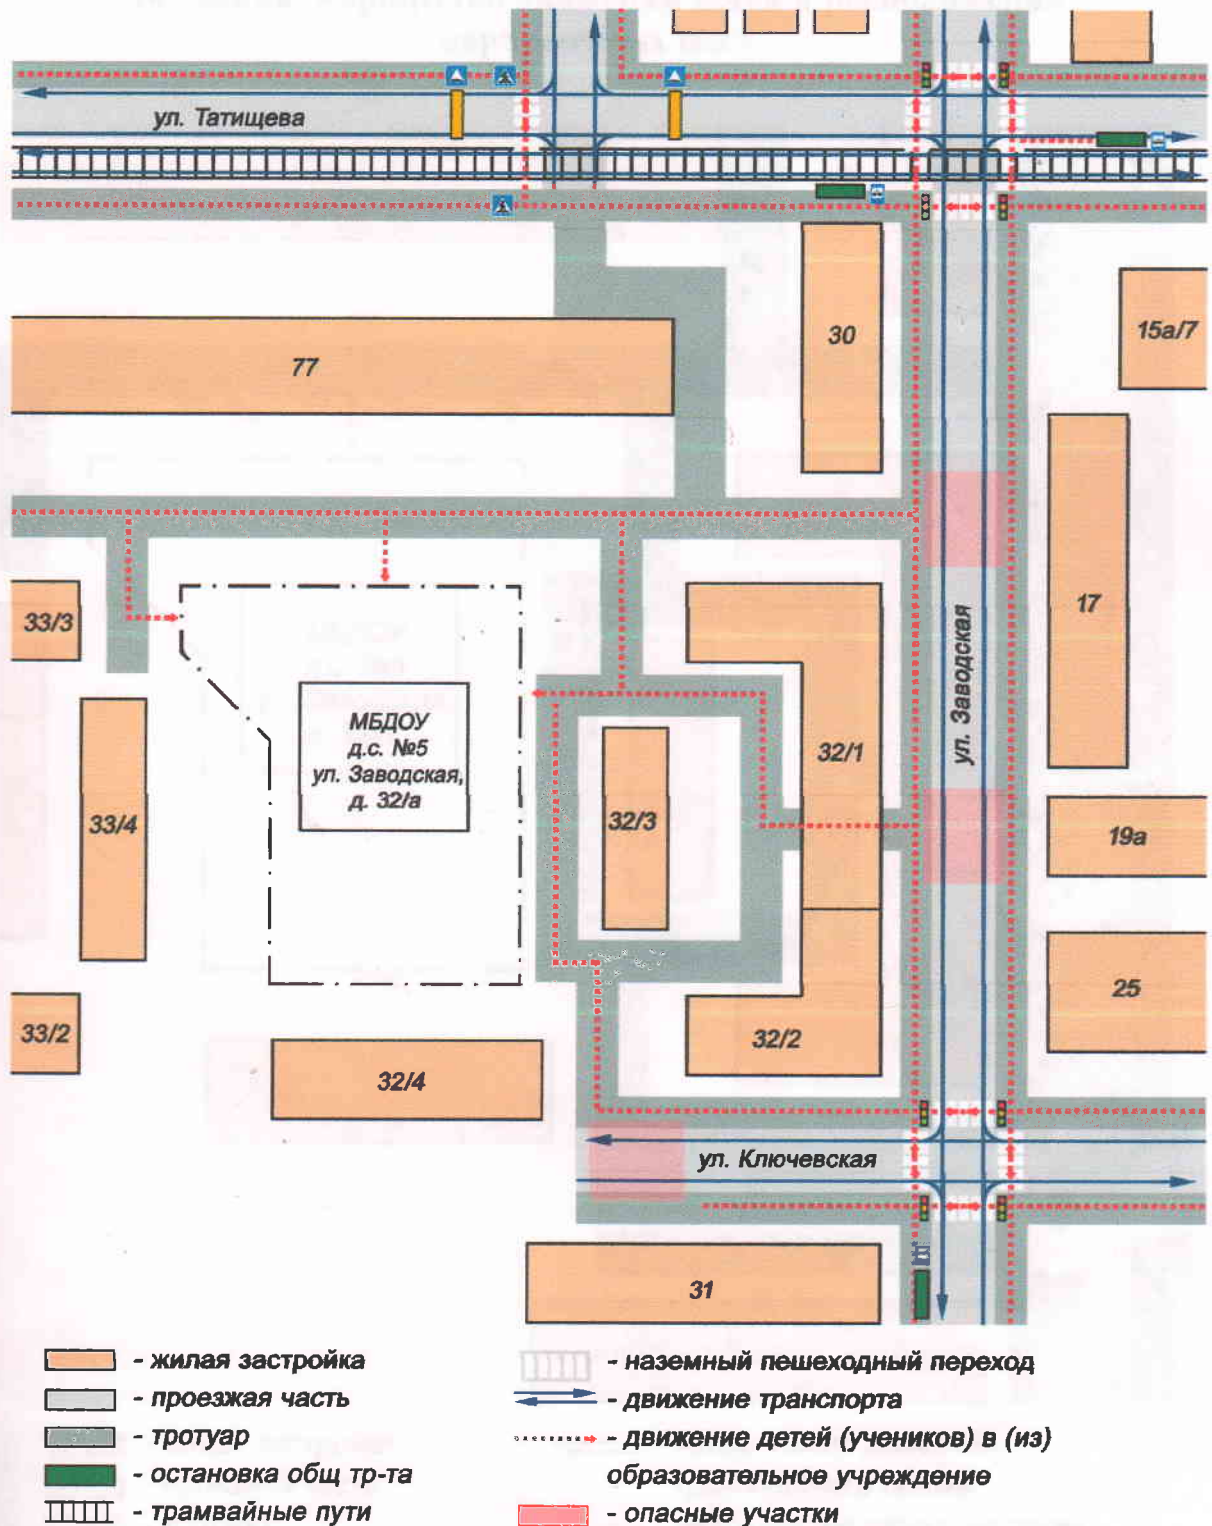 ул. Татищева
30
15а/7
77
17
33/3
ул. Заводская
МБДОУ
д.с. №5
ул. Заводская,
д. 32/а
32/1
33/4
32/3
19а
25
33/2
32/4
32/2
ул. Ключевская
31
- жилая застройка
- проезжая часть
- тротуар
- остановка общ тр-та
- трамвайные пути
- наземный пешеходный переход
- движение транспорта
- движение детей (учеников) в (из)
образовательное учреждение
- опасные участки